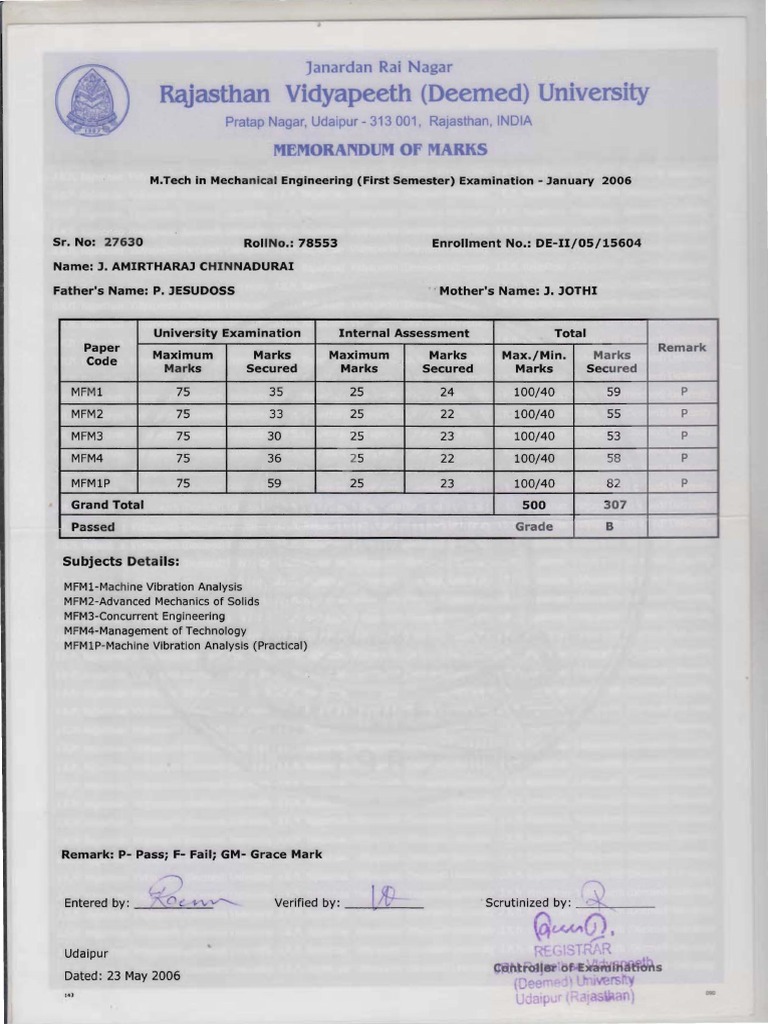 Janardan Rai Nagar
Rajasthan Vidyapeeth (Deemed) University
Pratap Nagar, Udaipur - 313 001, Rajasthan, INDIA
MEMORANDUM OF MARKS
M.Tech in Mechanical Engineering (First Semester) Examination - January 2006
Sr. No: 27630 RollNo.: 78553 Enrollment No.: DE-II/05/15604
Name: J. AMIRTHARAJ CHINNADURAI
Father's Name: P. JESUDOSS Mother's Name: J. JOTHI
Paper Code University Examination Internal Assessment Total Remark
Maximum Marks Marks Secured Maximum Marks Marks Secured Max./Min. Marks Marks Secured
MFM1 75 35 25 24 100/40 59 P
MFM2 75 33 25 22 100/40 55 P
MFM3 75 30 25 23 100/40 53 P
MFM4 75 36 25 22 100/40 58 P
MFM1P 75 59 25 23 100/40 82 P
Grand Total 500 307
Passed Grade B
Subjects Details:
MFM1-Machine Vibration Analysis
MFM2-Advanced Mechanics of Solids
MFM3-Concurrent Engineering
MFM4-Management of Technology
MFM1P-Machine Vibration Analysis (Practical)
Remark: P- Pass; F- Fail; GM- Grace Mark
Entered by: Verified by: Scrutinized by:
REGISTRAR
Udaipur
Controller of Examinations
Rajasthan Vidyapeeth
(Deemed) University
Dated: 23 May 2006
Udaipur (Rajasthan)
143